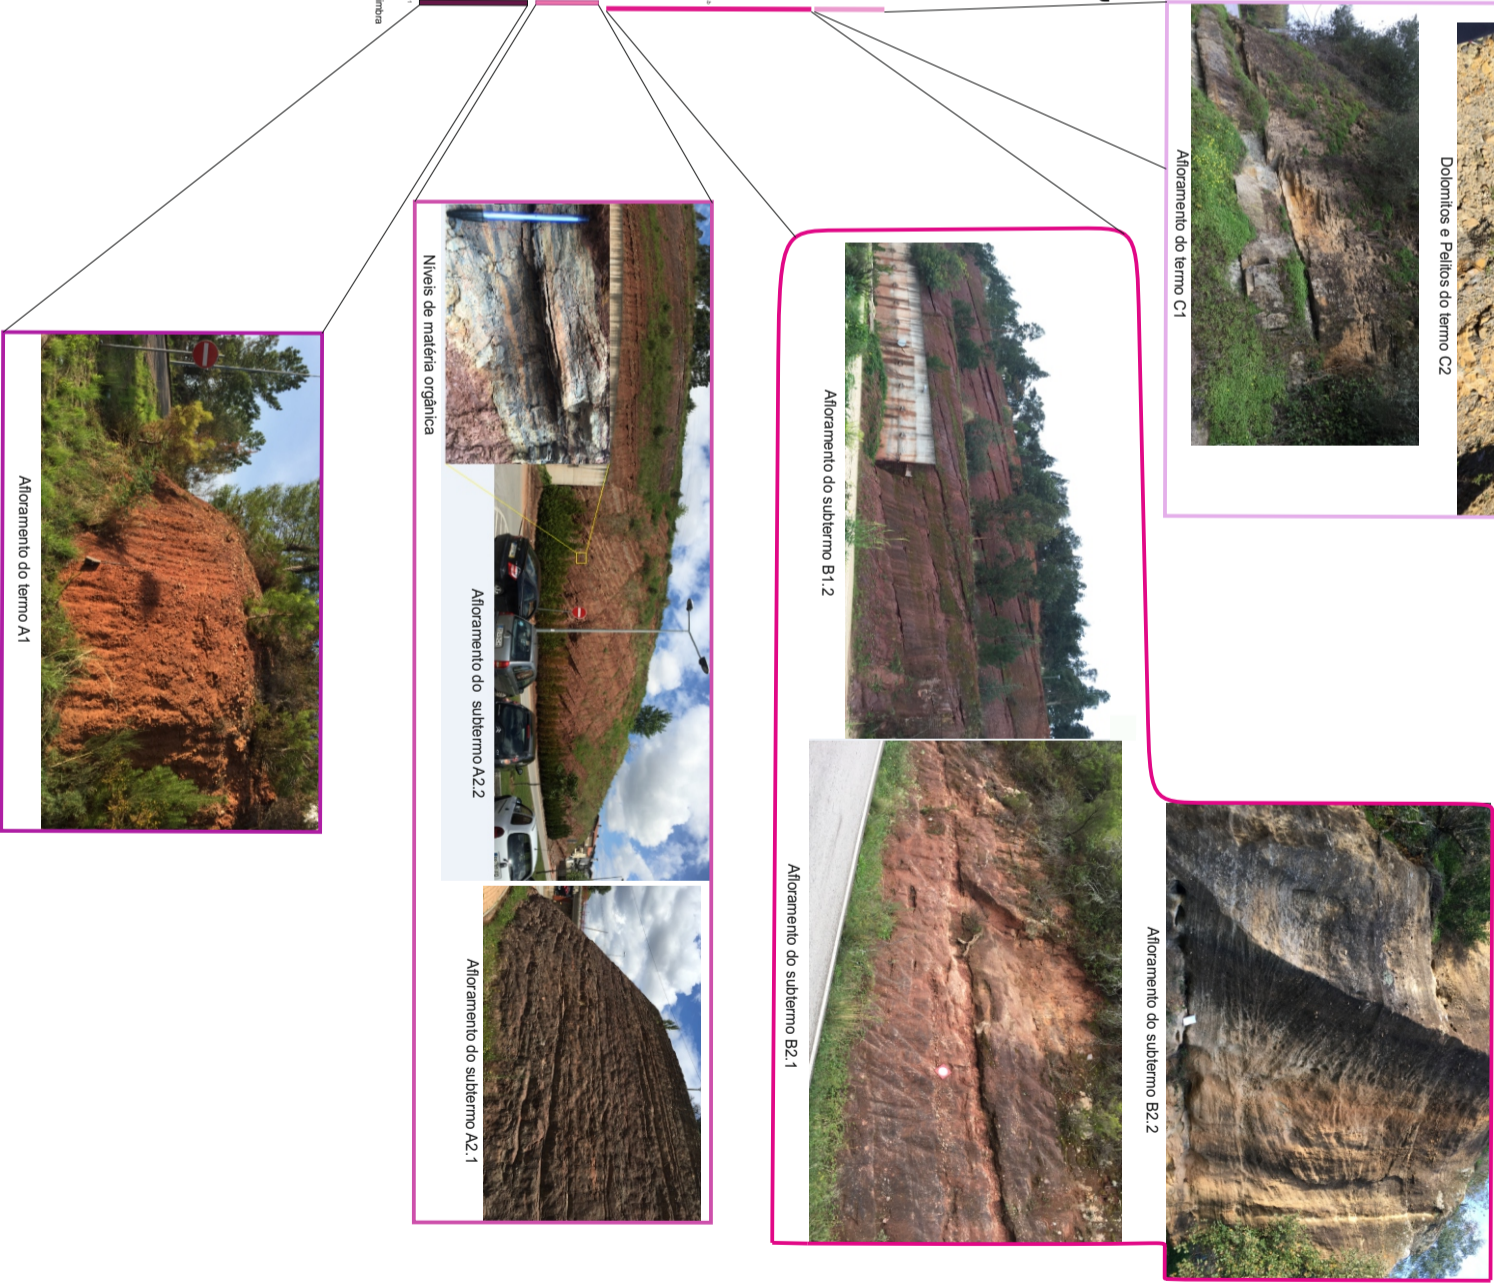 Dolomitos e Pelitos do termo C2
Afloramento do termo C1
Afloramento do subtermo B2.2
Afloramento do subtermo B1.2
Afloramento do subtermo B2.1
Níveis de matéria orgânica
Afloramento do subtermo A2.2
Afloramento do subtermo A2.1
Afloramento do termo A1